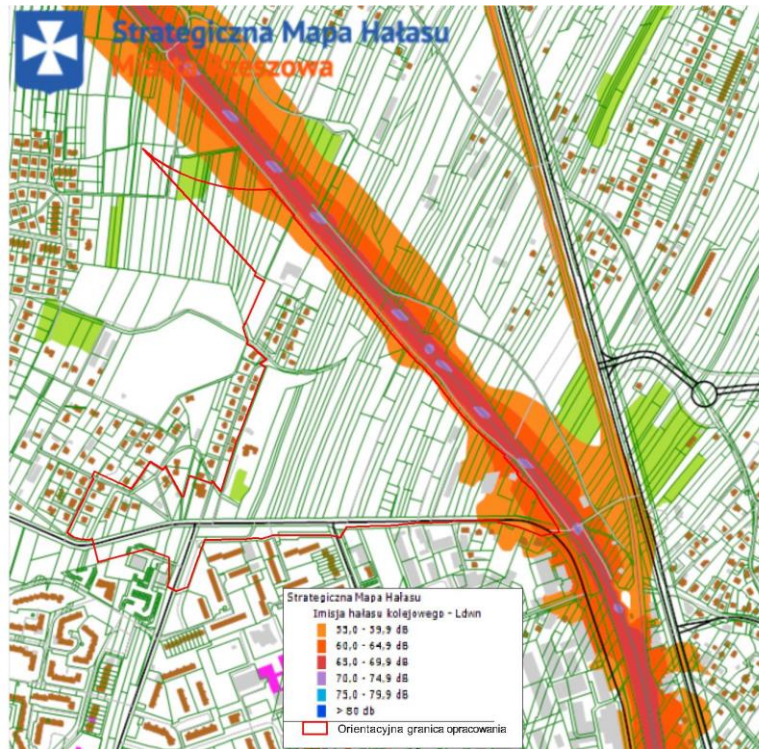 Strategiczna Mapa Hałasu
Miasta Rzeszowa
Strategiczna Mapa Hałasu
Imisja hałasu kolejowego - Ldwn
55,0 - 59,9 dB
60,0 - 64,9 dB
65,0 - 69,9 dB
70,0 - 74,9 dB
75,0 - 79,9 dB
> 80 db
Orientacyjna granica opracowania